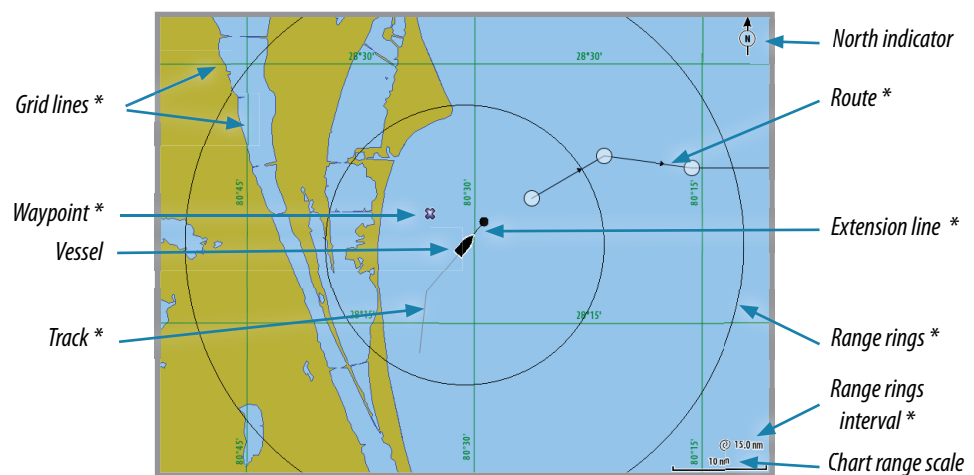 North indicator
28°30'
28°30'
N
Grid lines *
Route *
80°45'
80°30'
80°15'
Waypoint *
Vessel
Extension line *
28°15'
28°15'
Track *
Range rings *
Range rings
interval *
80°45'
80°30'
80°15'
15.0 nm
10 nm
Chart range scale